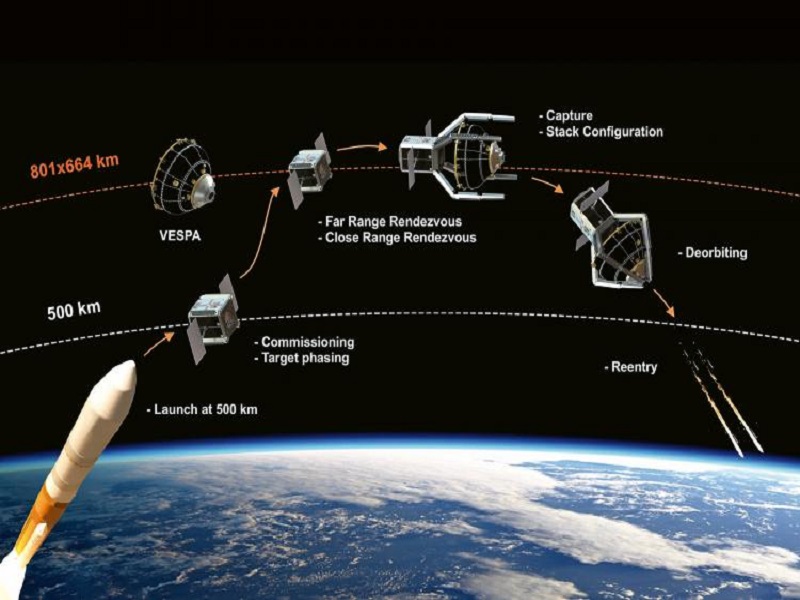 801x664 km
- Capture
- Stack Configuration
VESPA
- Far Range Rendezvous
- Close Range Rendezvous
- Deorbiting
500 km
- Commissioning
- Target phasing
- Reentry
- Launch at 500 km